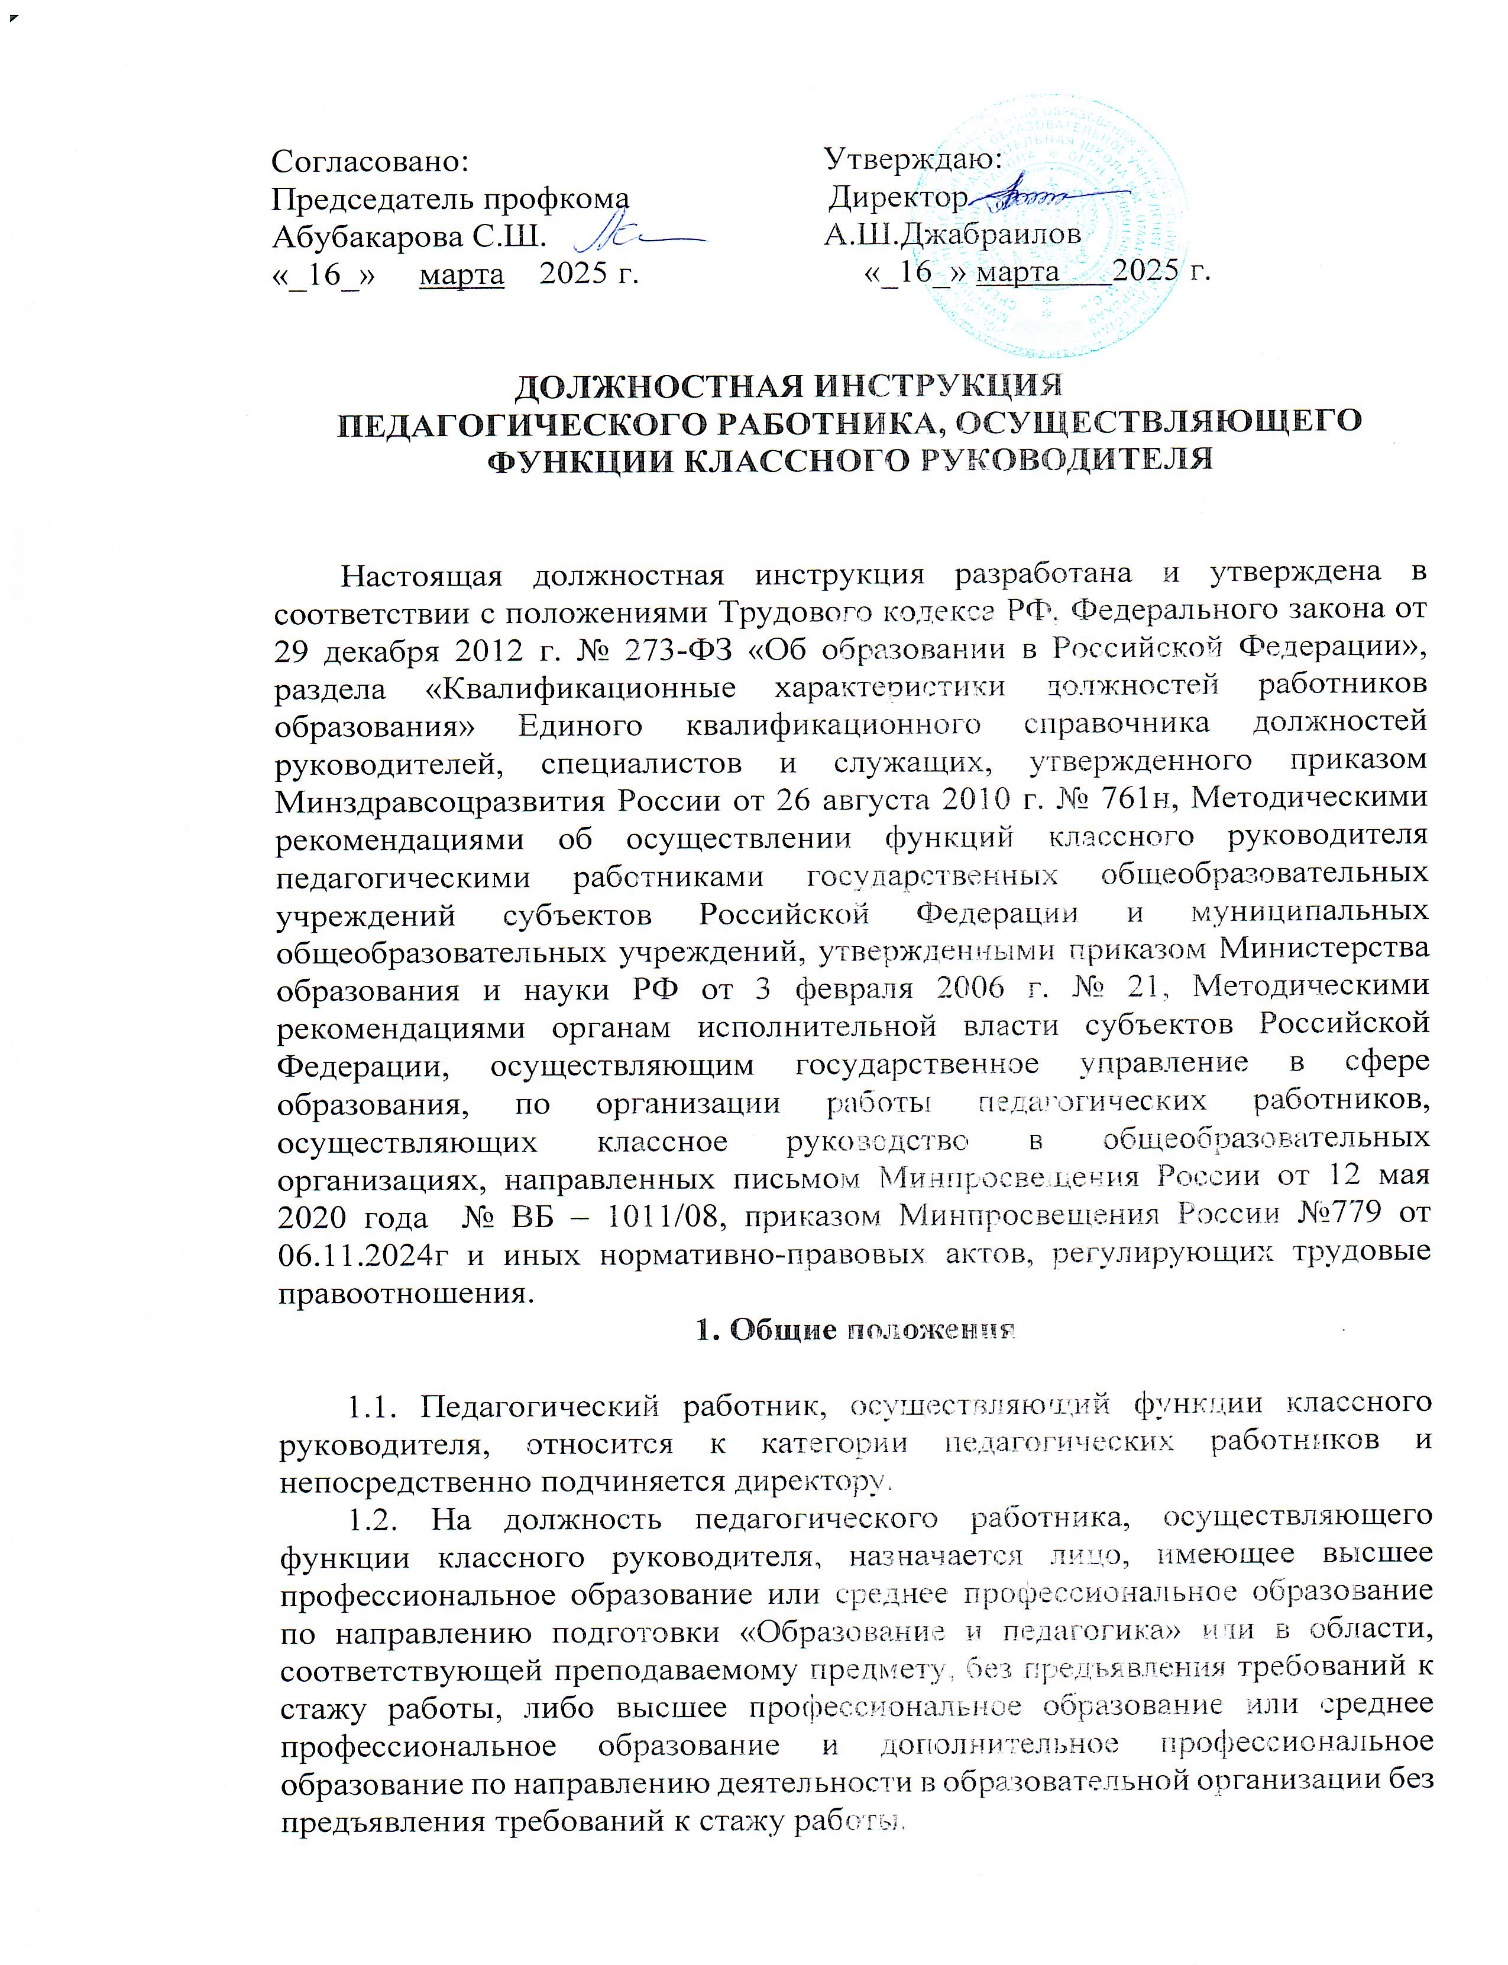 Согласовано: Утверждаю:
Председатель профкома Директор
Абубакарова С.Ш. А.Ш.Джабраилов
«_16_» марта 2025 г. «_16_» марта___2025 г.
ДОЛЖНОСТНАЯ ИНСТРУКЦИЯ
ПЕДАГОГИЧЕСКОГО РАБОТНИКА, ОСУЩЕСТВЛЯЮЩЕГО
ФУНКЦИИ КЛАССНОГО РУКОВОДИТЕЛЯ
Настоящая должностная инструкция разработана и утверждена в
соответствии с положениями Трудового кодекса РФ. Федерального закона от
29 декабря 2012 г. № 273-ФЗ «Об образовании в Российской Федерации»,
раздела «Квалификационные характеристики должностей работников
образования» Единого квалификационного справочника должностей
руководителей, специалистов и служащих, утвержденного приказом
Минздравсоцразвития России от 26 августа 2010 г. № 761н, Методическими
рекомендациями об осуществлении функций классного руководителя
педагогическими работниками государственных общеобразовательных
учреждений субъектов Российской Федерации и муниципальных
общеобразовательных учреждений, утвержденными приказом Министерства
образования и науки РФ от 3 февраля 2006 г. № 21, Методическими
рекомендациями органам исполнительной власти субъектов Российской
Федерации, осуществляющим государственное управление в сфере
образования, по организации работы педагогических работников,
осуществляющих классное руководство в общеобразовательных
организациях, направленных письмом Минпросвещения России от 12 мая
2020 года № ВБ – 1011/08, приказом Минпросвещения России №779 от
06.11.2024г и иных нормативно-правовых актов, регулирующих трудовые
правоотношения.
1. Общие положения
1.1. Педагогический работник, осуществляющий функции классного
руководителя, относится к категории педагогических работников и
непосредственно подчиняется директору.
1.2. На должность педагогического работника, осуществляющего
функции классного руководителя, назначается лицо, имеющее высшее
профессиональное образование или среднее профессиональное образование
по направлению подготовки «Образование и педагогика» или в области,
соответствующей преподаваемому предмету, без предъявления требований к
стажу работы, либо высшее профессиональное образование или среднее
профессиональное образование и дополнительное профессиональное
образование по направлению деятельности в образовательной организации без
предъявления требований к стажу работы.